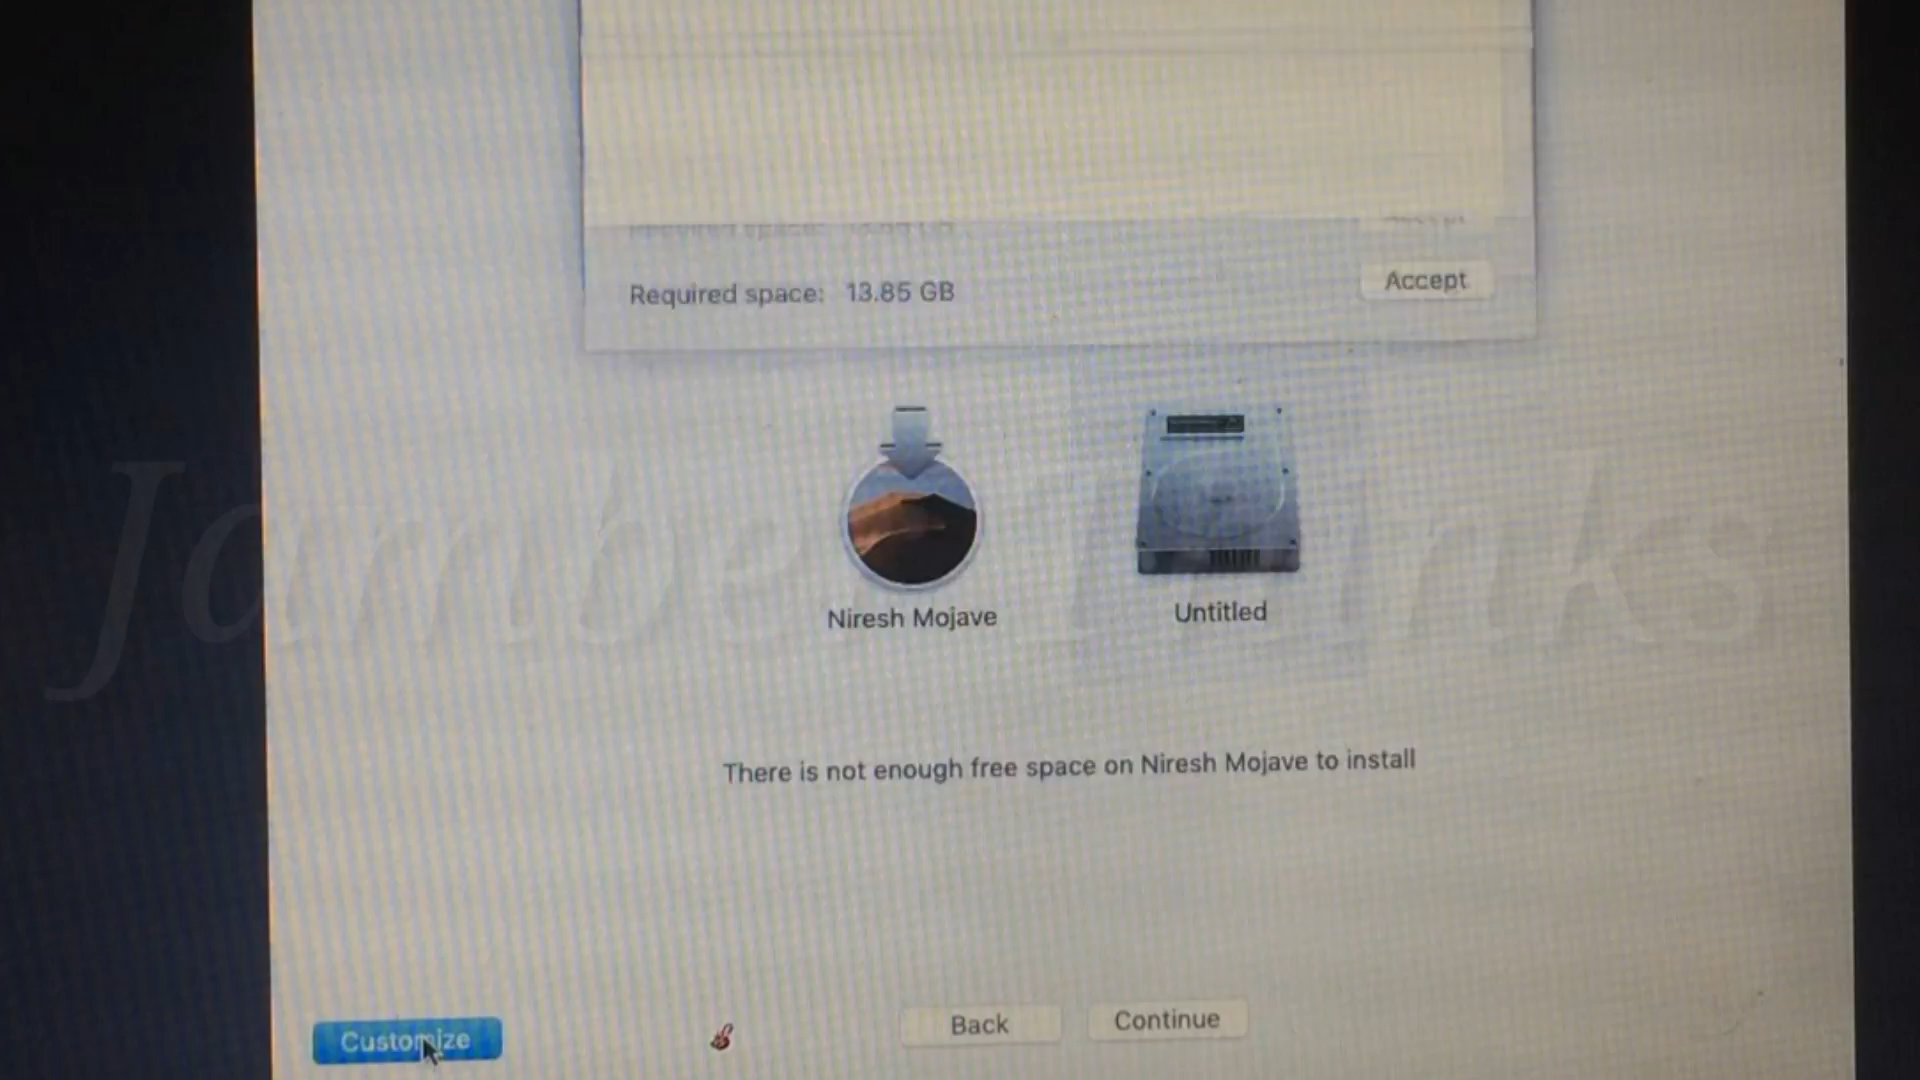 Required space: 13.85 GB
Accept
Niresh Mojave
Untitled
There is not enough free space on Niresh Mojave to install
Customize
Back
Continue